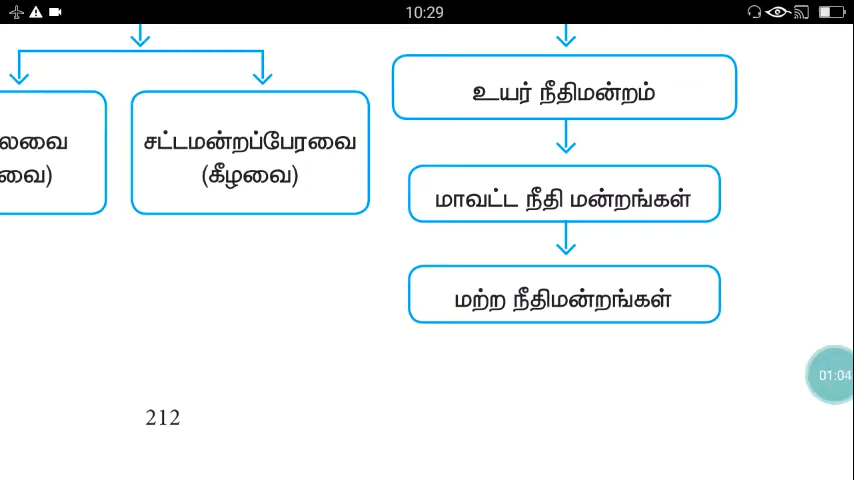 10:29
உயர் நீதிமன்றம்
லவை
வை)
சட்டமன்றப்பேரவை
(கீழவை)
மாவட்ட நீதி மன்றங்கள்
மற்ற நீதிமன்றங்கள்
01:04
212